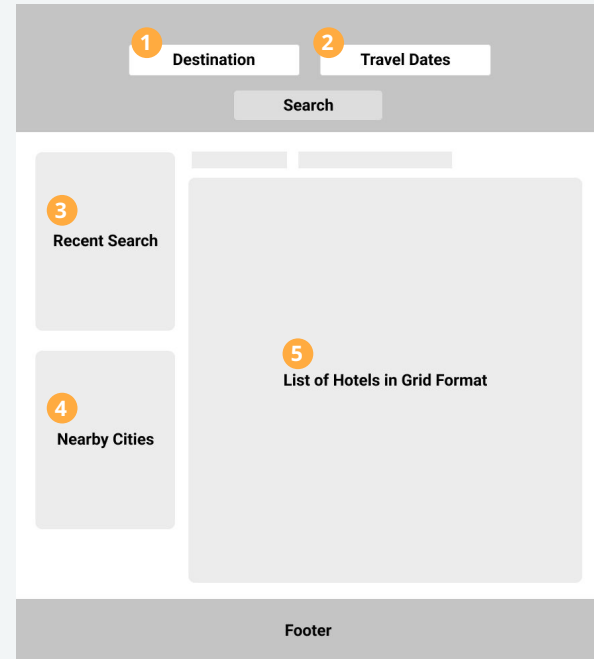 1
Destination
2
Travel Dates
Search
3
Recent Search
4
Nearby Cities
5
List of Hotels in Grid Format
Footer